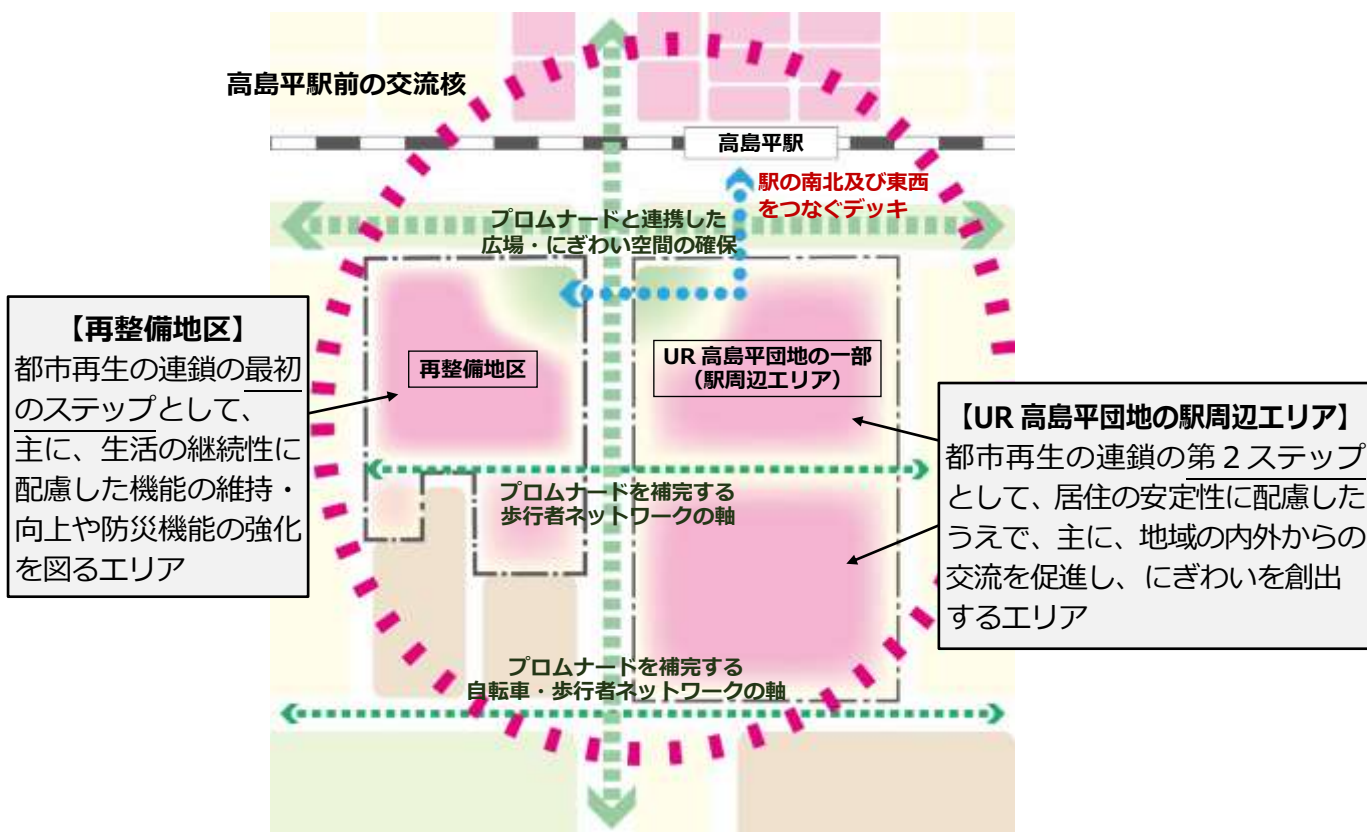 高島平駅前の交流核
高島平駅
駅の南北及び東西
をつなぐデッキ
プロムナードと連携した
広場・にぎわい空間の確保
【再整備地区】
都市再生の連鎖の最初
のステップとして、
主に、生活の継続性に
配慮した機能の維持・
向上や防災機能の強化
を図るエリア
再整備地区
UR 高島平団地の一部
（駅周辺エリア）
【UR 高島平団地の駅周辺エリア】
都市再生の連鎖の第２ステップ
として、居住の安定性に配慮した
うえで、主に、地域の内外からの
交流を促進し、にぎわいを創出
するエリア
プロムナードを補完する
歩行者ネットワークの軸
プロムナードを補完する
自転車・歩行者ネットワークの軸